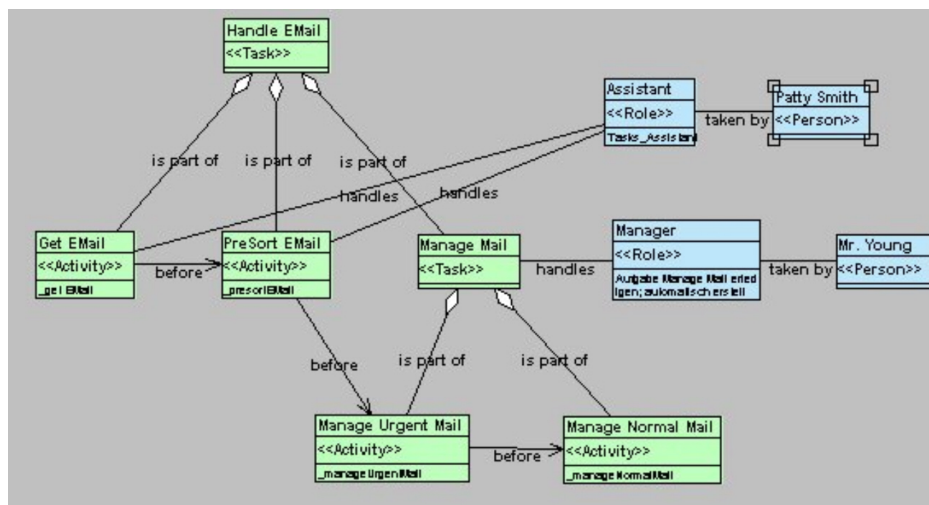 Handle EMail
<<Task>>
Assistant
<<Role>>
Tasks_Assistant
taken by
Patty Smith
<<Person>>
is part of
is part of
is part of
handles
handles
Get EMail
<<Activity>>
_getEMail
before
PreSort EMail
<<Activity>>
_presortEMail
Manage Mail
<<Task>>
handles
Manager
<<Role>>
Aufgabe Manage Mail erled
igen; automatisch erstell
taken by
Mr. Young
<<Person>>
before
is part of
is part of
Manage Urgent Mail
<<Activity>>
_manageUrgentMail
before
Manage Normal Mail
<<Activity>>
_manageNormalMail